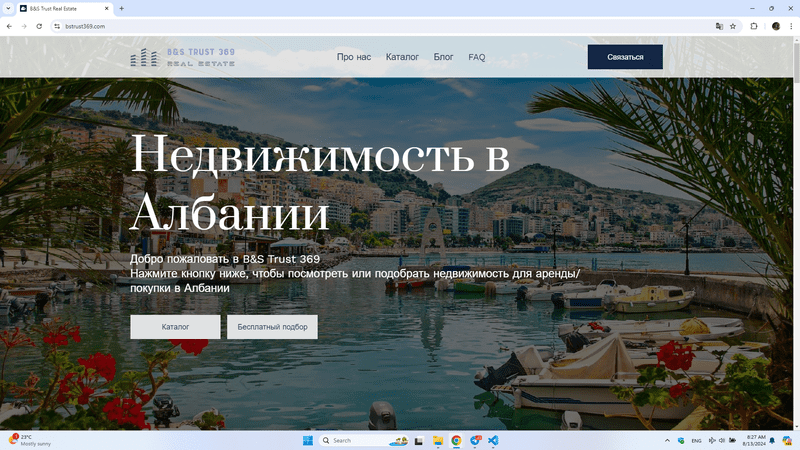 B&S Trust Real Estate
bstrust369.com
B&S TRUST 369
REAL ESTATE
Про нас
Каталог
Блог
FAQ
Связаться
Недвижимость в
Албании
Добро пожаловать в B&S Trust 369
Нажмите кнопку ниже, чтобы посмотреть или подобрать недвижимость для аренды/
покупки в Албании
Каталог
Бесплатный подбор
23°C
Mostly sunny
Search
ENG
8:27 AM
8/13/2024